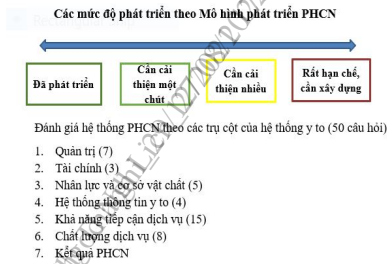 Các mức độ phát triển theo Mô hình phát triển PHCN
Đã phát triển
Cần cải thiện một chút
Cần cải thiện nhiều
Rất hạn chế, cần xây dựng
Đánh giá hệ thống PHCN theo các trụ cột của hệ thống y to (50 câu hỏi)
1. Quản trị (7)
2. Tài chính (3)
3. Nhân lực và cơ sở vật chất (5)
4. Hệ thống thông tin y to (4)
5. Khả năng tiếp cận dịch vụ (15)
6. Chất lượng dịch vụ (8)
7. Kết quả PHCN